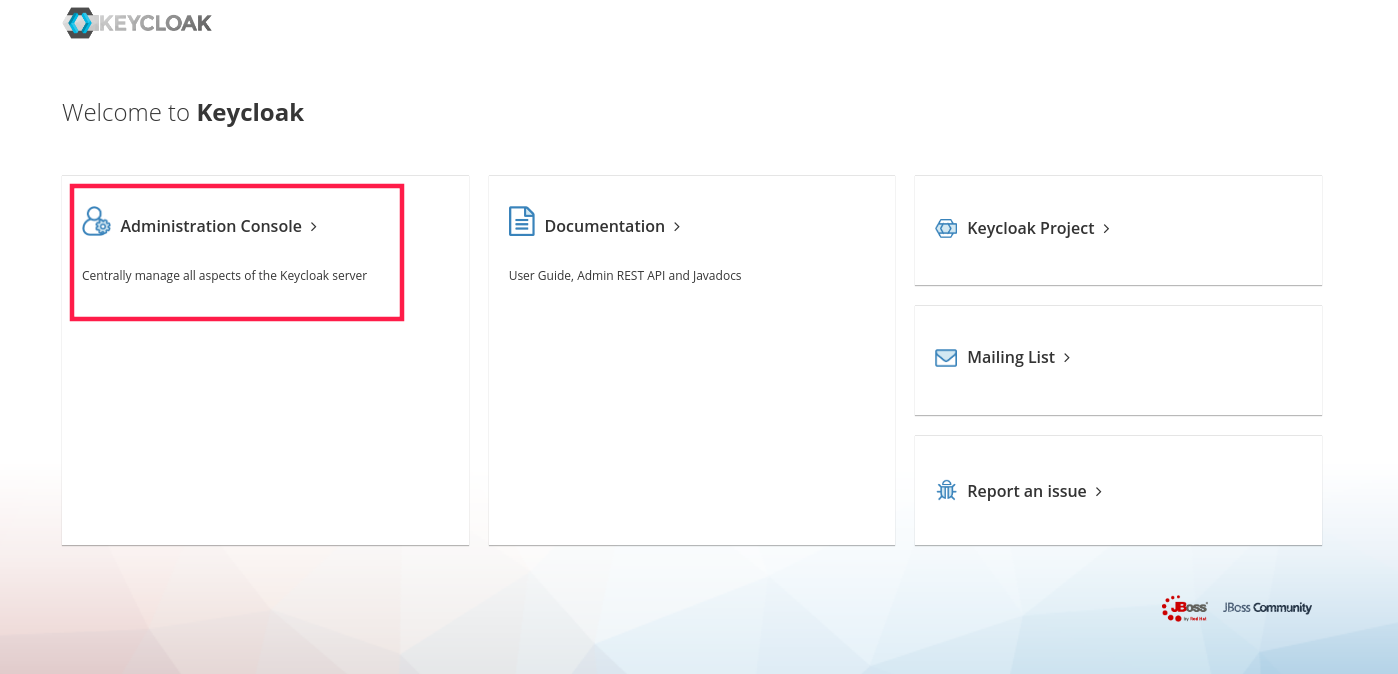 KEYCLOAK
Welcome to Keycloak
Administration Console
Centrally manage all aspects of the Keycloak server
Documentation
User Guide, Admin REST API and Javadocs
Keycloak Project
Mailing List
Report an issue
JBoss
by Red Hat
JBoss Community